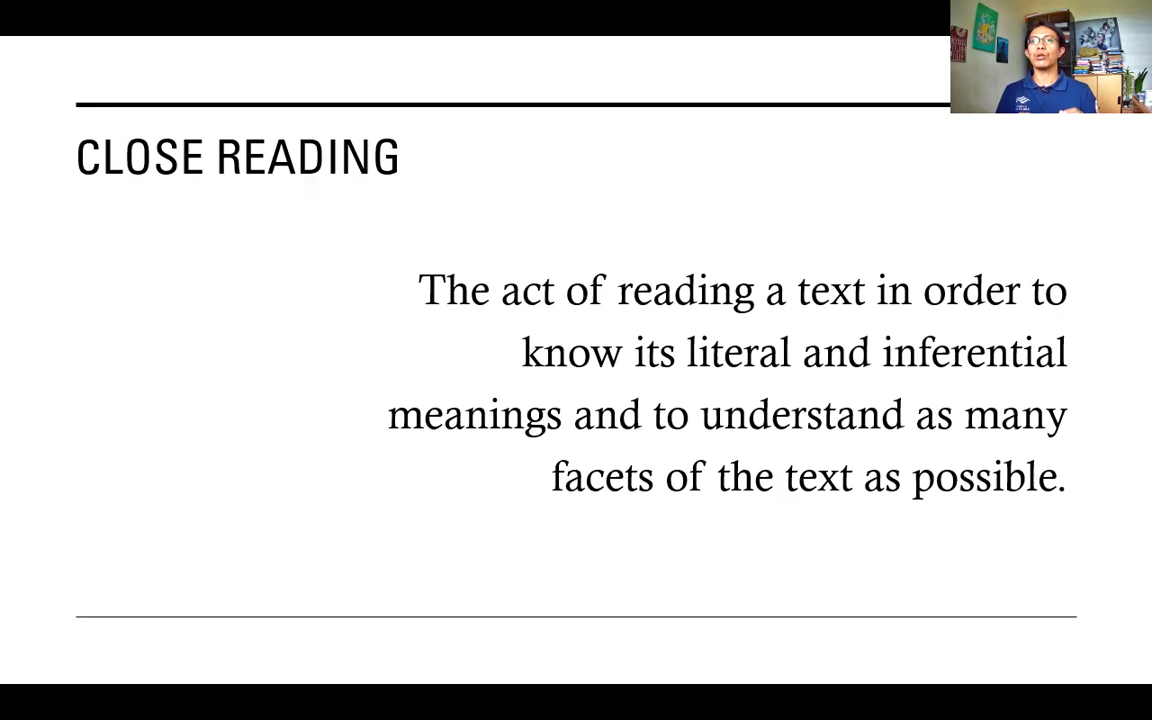 CLOSE READING
The act of reading a text in order to
know its literal and inferential
meanings and to understand as many
facets of the text as possible.